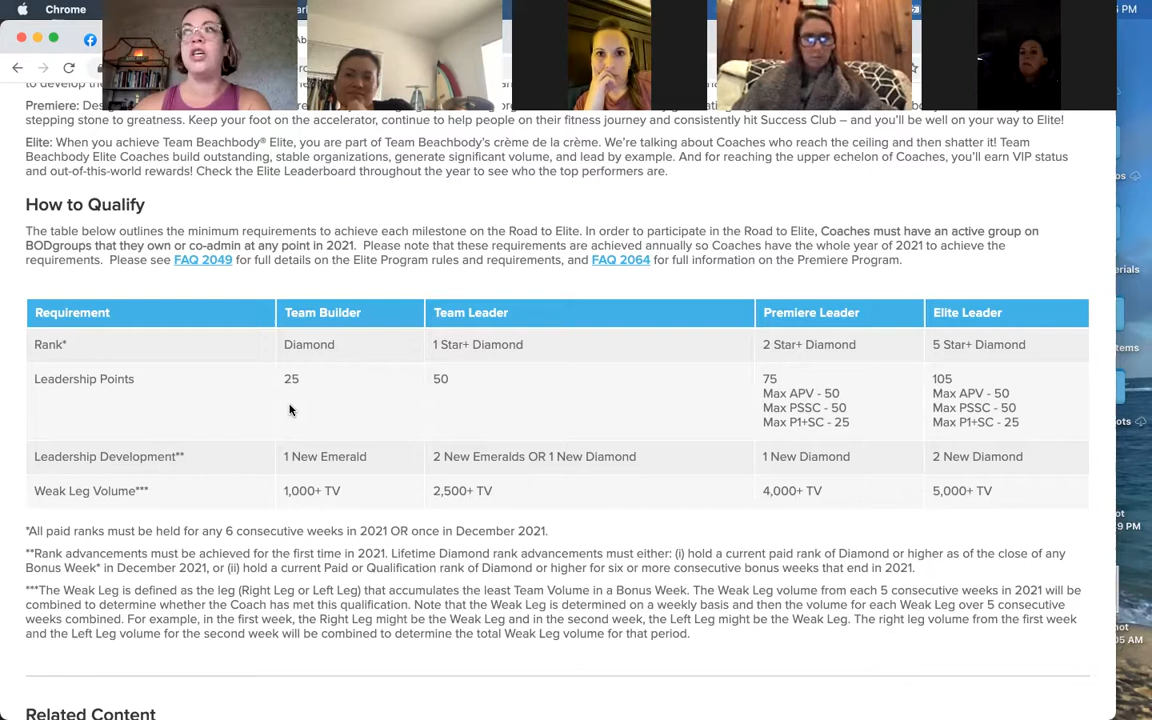 Chrome
PM
to develop the
Premiere:
stepping stone to greatness. Keep your foot on the accelerator, continue to help people on their fitness journey and consistently hit Success Club – and you'll be well on your way to Elite!
Elite: When you achieve Team Beachbody® Elite, you are part of Team Beachbody's crème de la crème. We're talking about Coaches who reach the ceiling and then shatter it! Team
Beachbody Elite Coaches build outstanding, stable organizations, generate significant volume, and lead by example. And for reaching the upper echelon of Coaches, you'll earn VIP status
and out-of-this-world rewards! Check the Elite Leaderboard throughout the year to see who the top performers are.
How to Qualify
The table below outlines the minimum requirements to achieve each milestone on the Road to Elite. In order to participate in the Road to Elite, Coaches must have an active group on
BODgroups that they own or co-admin at any point in 2021. Please note that these requirements are achieved annually so Coaches have the whole year of 2021 to achieve the
requirements. Please see FAQ 2049 for full details on the Elite Program rules and requirements, and FAQ 2064 for full information on the Premiere Program.
Requirement Team Builder Team Leader Premiere Leader Elite Leader
Rank* Diamond 1 Star+ Diamond 2 Star+ Diamond 5 Star+ Diamond
Leadership Points 25 50 75 105
Max APV - 50 Max APV - 50
Max PSSC - 50 Max PSSC - 50
Max P1+SC - 25 Max P1+SC - 25
Leadership Development** 1 New Emerald 2 New Emeralds OR 1 New Diamond 1 New Diamond 2 New Diamond
Weak Leg Volume*** 1,000+ TV 2,500+ TV 4,000+ TV 5,000+ TV
*All paid ranks must be held for any 6 consecutive weeks in 2021 OR once in December 2021.
**Rank advancements must be achieved for the first time in 2021. Lifetime Diamond rank advancements must either: (i) hold a current paid rank of Diamond or higher as of the close of any
Bonus Week* in December 2021, or (ii) hold a current Paid or Qualification rank of Diamond or higher for six or more consecutive bonus weeks that end in 2021.
***The Weak Leg is defined as the leg (Right Leg or Left Leg) that accumulates the least Team Volume in a Bonus Week. The Weak Leg volume from each 5 consecutive weeks in 2021 will be
combined to determine whether the Coach has met this qualification. Note that the Weak Leg is determined on a weekly basis and then the volume for each Weak Leg over 5 consecutive
weeks combined. For example, in the first week, the Right Leg might be the Weak Leg and in the second week, the Left Leg might be the Weak Leg. The right leg volume from the first week
and the Left Leg volume for the second week will be combined to determine the total Weak Leg volume for that period.
Related Content